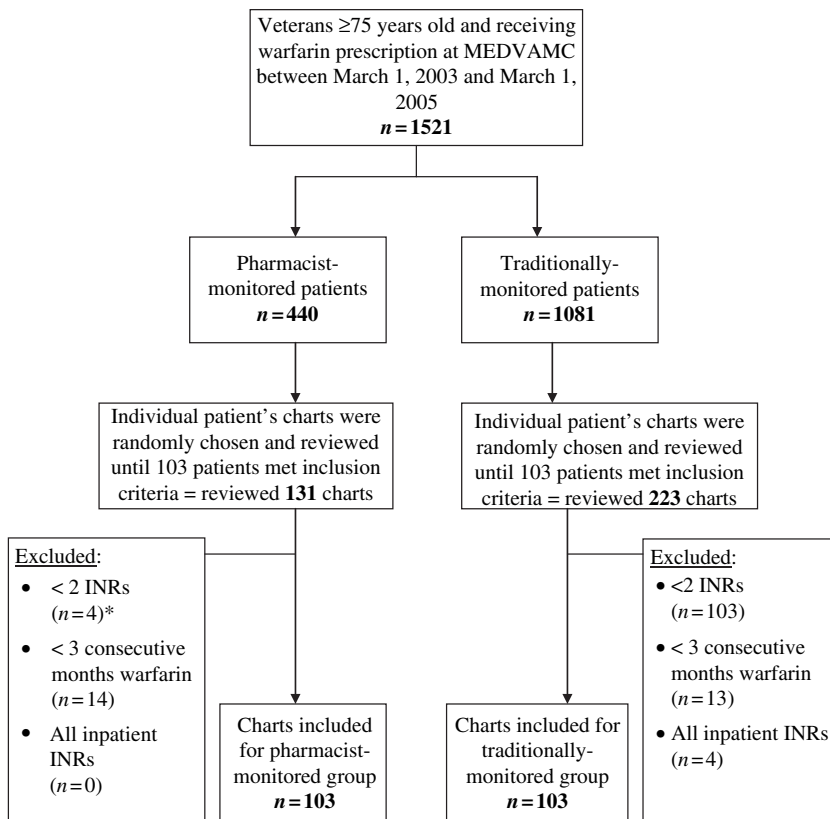 Veterans ≥75 years old and receiving
warfarin prescription at MEDVAMC
between March 1, 2003 and March 1,
2005
n = 1521
Pharmacist-
monitored patients
n = 440
Traditionally-
monitored patients
n = 1081
Individual patient's charts were
randomly chosen and reviewed
until 103 patients met inclusion
criteria = reviewed 131 charts
Individual patient's charts were
randomly chosen and reviewed
until 103 patients met inclusion
criteria = reviewed 223 charts
Excluded:
• < 2 INRs
(n = 4)*
• < 3 consecutive
months warfarin
(n = 14)
• All inpatient
INRs
(n = 0)
Charts included
for pharmacist-
monitored group
n = 103
Charts included for
traditionally-
monitored group
n = 103
Excluded:
• <2 INRs
(n = 103)
• < 3 consecutive
months warfarin
(n = 13)
• All inpatient INRs
(n = 4)